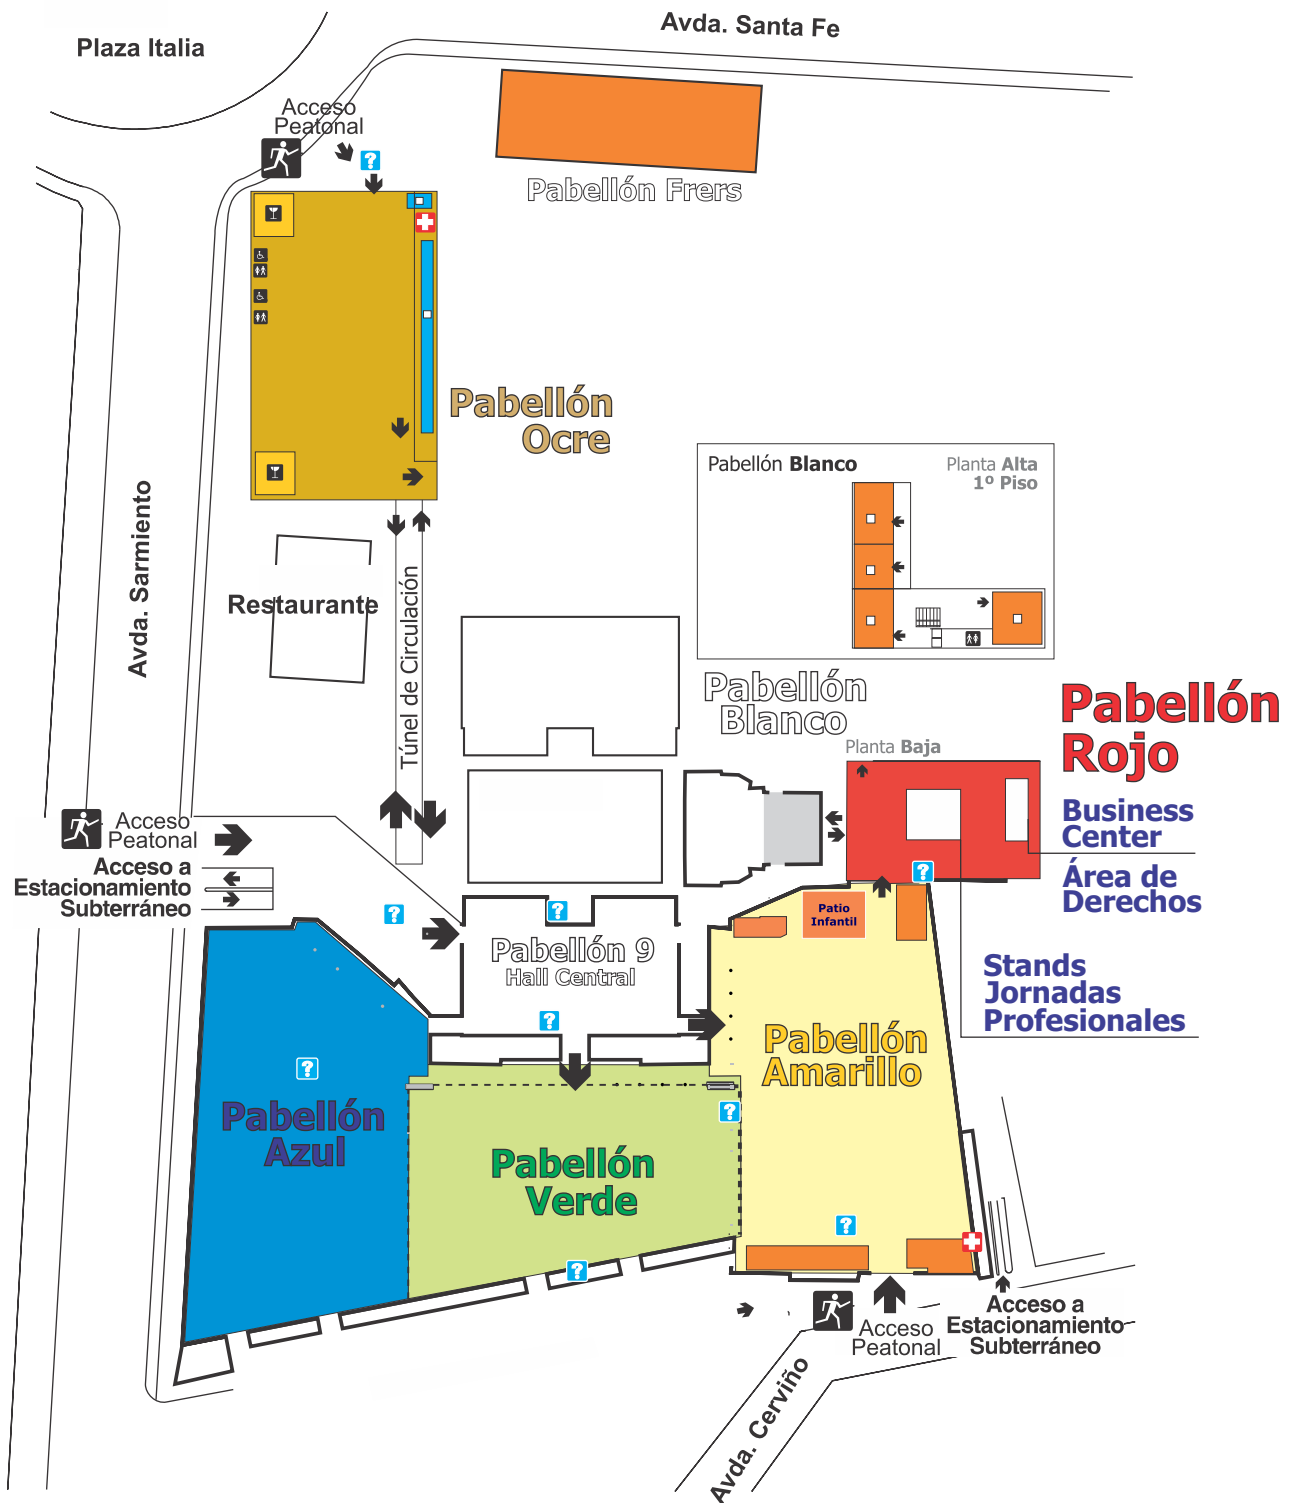 Plaza Italia
Avda. Santa Fe
Acceso
Peatonal
?
Pabellón Frers
Pabellón
Ocre
Avda. Sarmiento
Pabellón Blanco
Planta Alta
1º Piso
Restaurante
Túnel de Circulación
Pabellón
Blanco
Planta Baja
Pabellón
Rojo
Business
Center
Área de
Derechos
Stands
Jornadas
Profesionales
Acceso
Peatonal
Acceso a
Estacionamiento
Subterráneo
?
?
?
Patio
Infantil
Pabellón 9
Hall Central
?
Pabellón
Amarillo
?
Pabellón
Azul
?
Pabellón
Verde
?
?
Acceso
Peatonal
Acceso a
Estacionamiento
Subterráneo
Avda. Cerviño